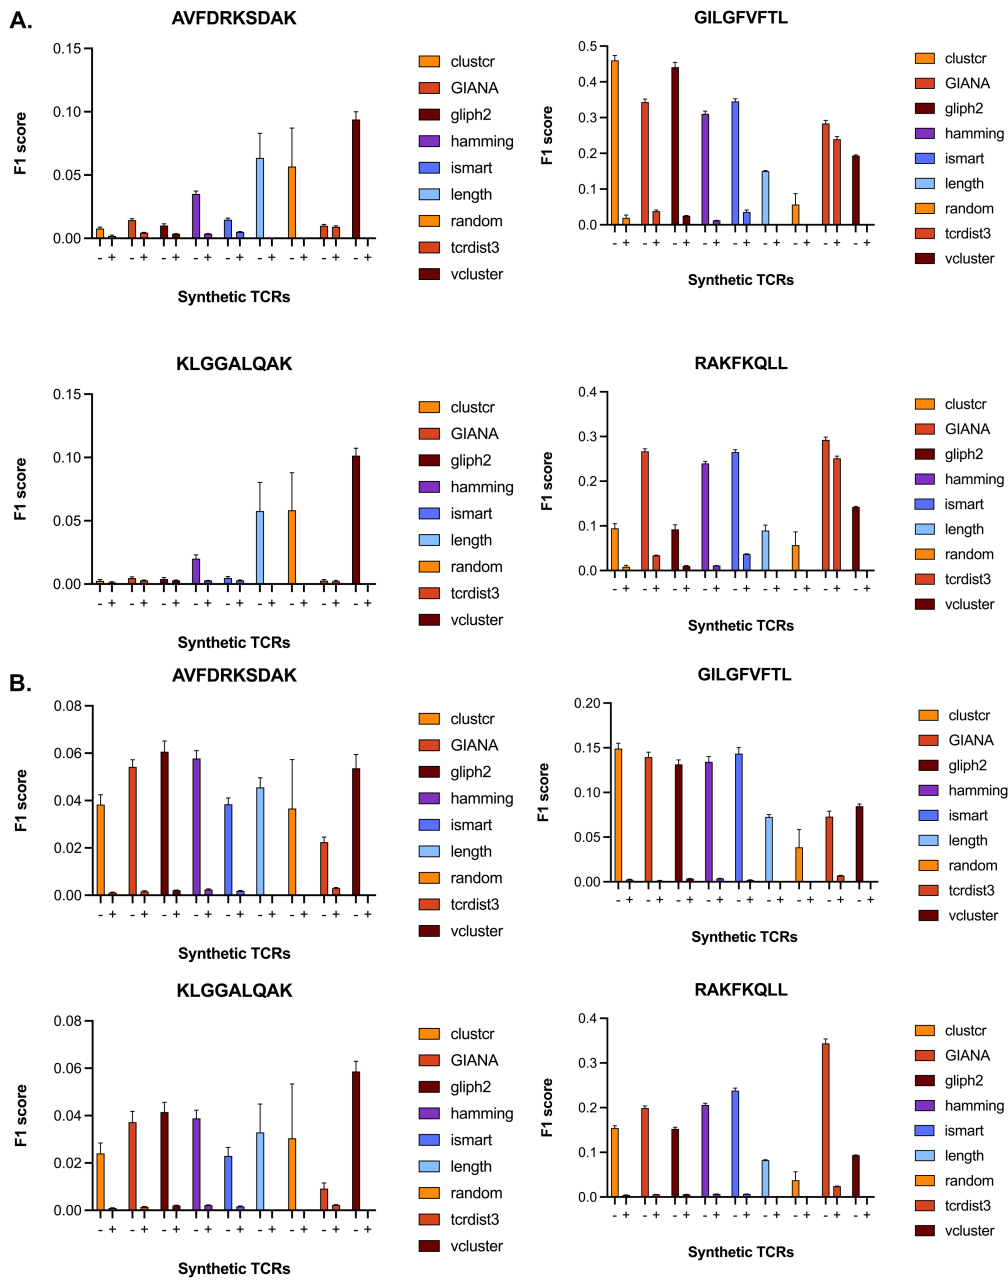 A.
AVFDRKSDAK
F1 score
0.15
0.10
0.05
0.00
- + - + - + - + - + - + - + - + - +
Synthetic TCRs
clustcr
GIANA
gliph2
hamming
ismart
length
random
tcrdist3
vcluster
GILGFVFTL
F1 score
0.5
0.4
0.3
0.2
0.1
0.0
- + - + - + - + - + - + - + - + - +
Synthetic TCRs
clustcr
GIANA
gliph2
hamming
ismart
length
random
tcrdist3
vcluster
KLGGALQAK
F1 score
0.15
0.10
0.05
0.00
- + - + - + - + - + - + - + - + - +
Synthetic TCRs
clustcr
GIANA
gliph2
hamming
ismart
length
random
tcrdist3
vcluster
RAKFKQLL
F1 score
0.4
0.3
0.2
0.1
0.0
- + - + - + - + - + - + - + - + - +
Synthetic TCRs
clustcr
GIANA
gliph2
hamming
ismart
length
random
tcrdist3
vcluster
B.
AVFDRKSDAK
F1 score
0.08
0.06
0.04
0.02
0.00
- + - + - + - + - + - + - + - + - +
Synthetic TCRs
clustcr
GIANA
gliph2
hamming
ismart
length
random
tcrdist3
vcluster
GILGFVFTL
F1 score
0.20
0.15
0.10
0.05
0.00
- + - + - + - + - + - + - + - + - +
Synthetic TCRs
clustcr
GIANA
gliph2
hamming
ismart
length
random
tcrdist3
vcluster
KLGGALQAK
F1 score
0.08
0.06
0.04
0.02
0.00
- + - + - + - + - + - + - + - + - +
Synthetic TCRs
clustcr
GIANA
gliph2
hamming
ismart
length
random
tcrdist3
vcluster
RAKFKQLL
F1 score
0.4
0.3
0.2
0.1
0.0
- + - + - + - + - + - + - + - + - +
Synthetic TCRs
clustcr
GIANA
gliph2
hamming
ismart
length
random
tcrdist3
vcluster